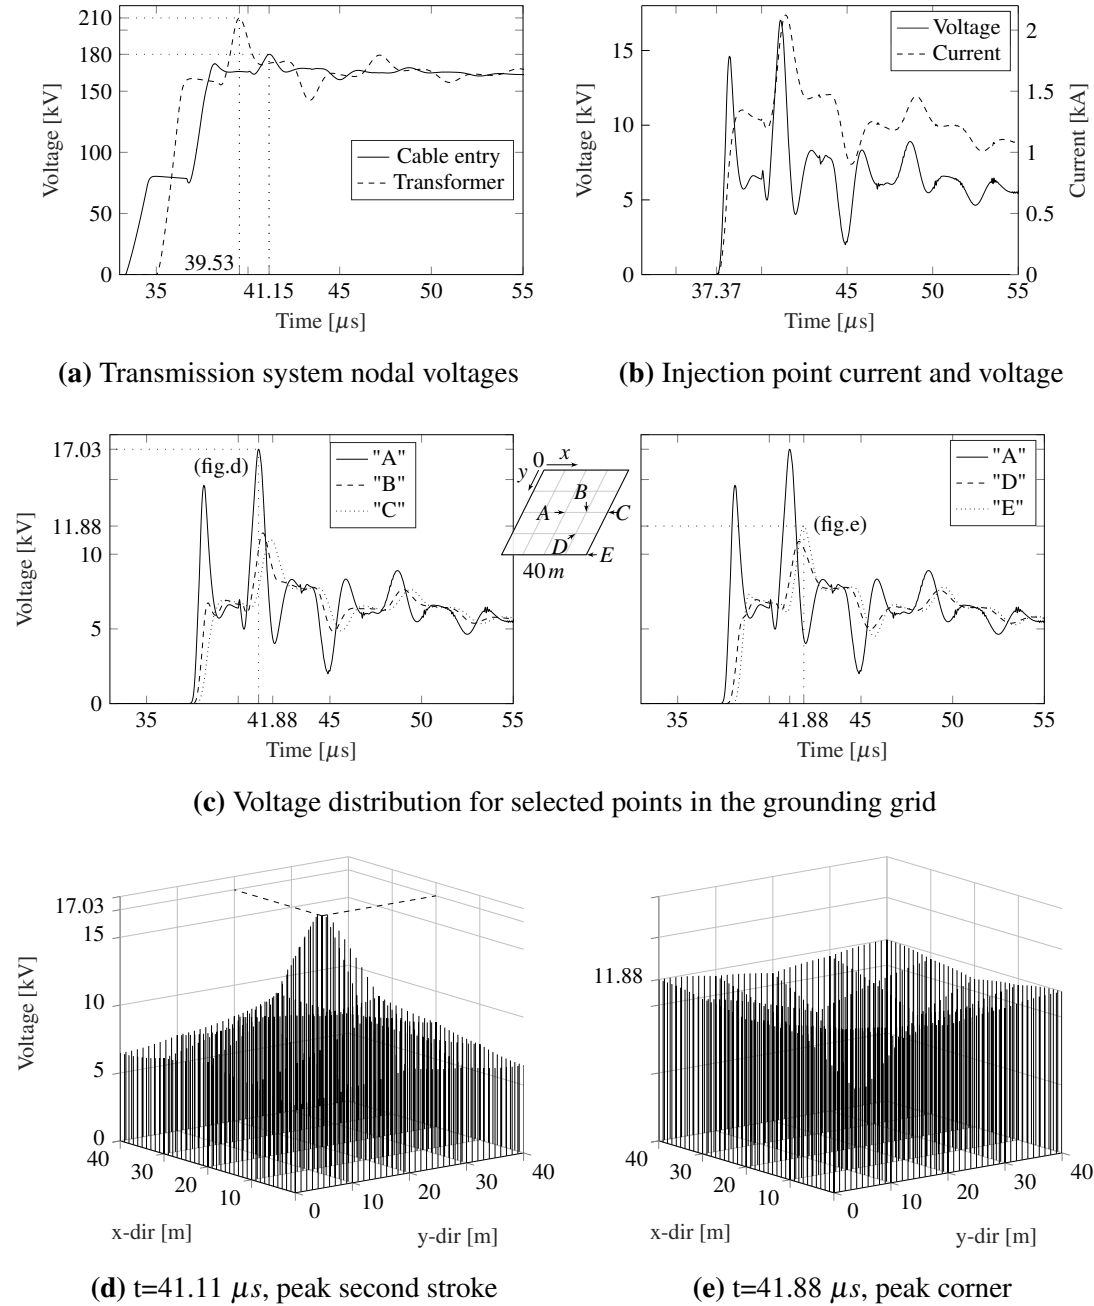 210
180
150
100
50
0
Voltage [kV]
Cable entry
Transformer
39.53
35
41.15
45
50
55
Time [μs]
(a) Transmission system nodal voltages
15
10
5
0
Voltage [kV]
Voltage
Current
2
1.5
1
0.5
0
Current [kA]
37.37
45
50
55
Time [μs]
(b) Injection point current and voltage
17.03
11.88
10
5
0
Voltage [kV]
(fig.d)
"A"
"B"
"C"
35
41.88
45
50
55
Time [μs]
0
x
y
B
A
C
D
E
40m
(fig.e)
"A"
"D"
"E"
35
41.88
45
50
55
Time [μs]
(c) Voltage distribution for selected points in the grounding grid
17.03
15
10
5
0
Voltage [kV]
40
30
20
10
0
10
20
30
40
x-dir [m]
y-dir [m]
(d) t=41.11 μs, peak second stroke
11.88
40
30
20
10
0
10
20
30
40
x-dir [m]
y-dir [m]
(e) t=41.88 μs, peak corner